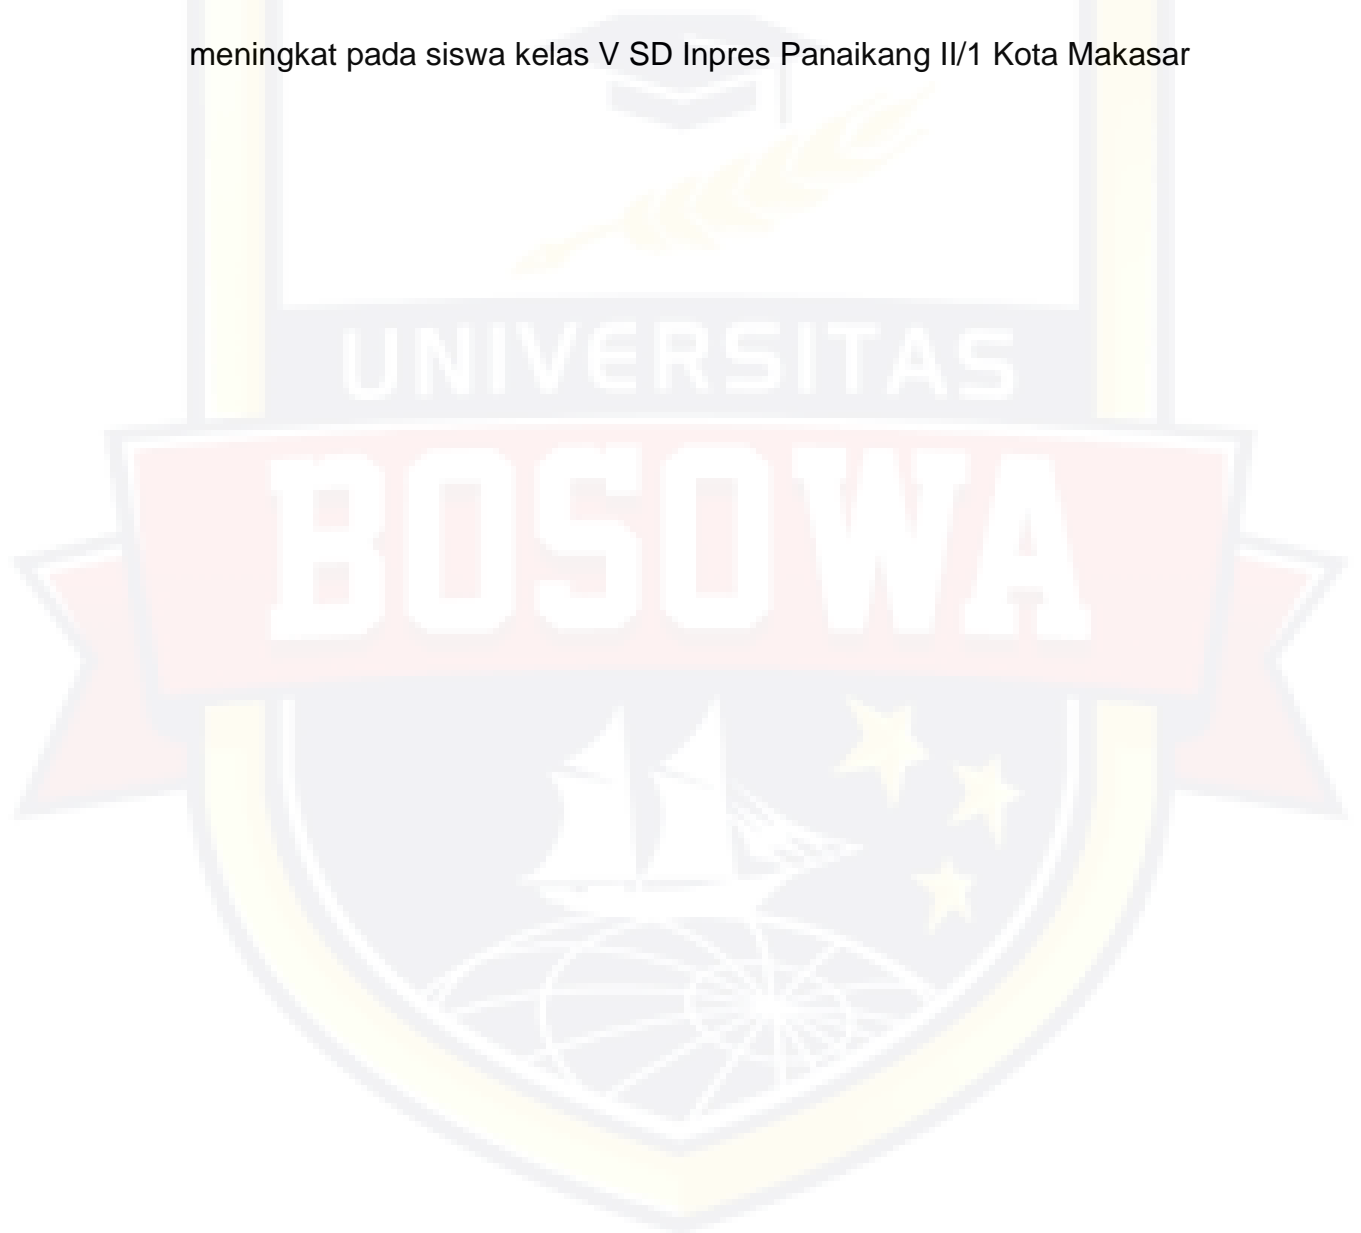 meningkat pada siswa kelas V SD Inpres Panaikang II/1 Kota Makasar
UNIVERSITAS
BOSOWA